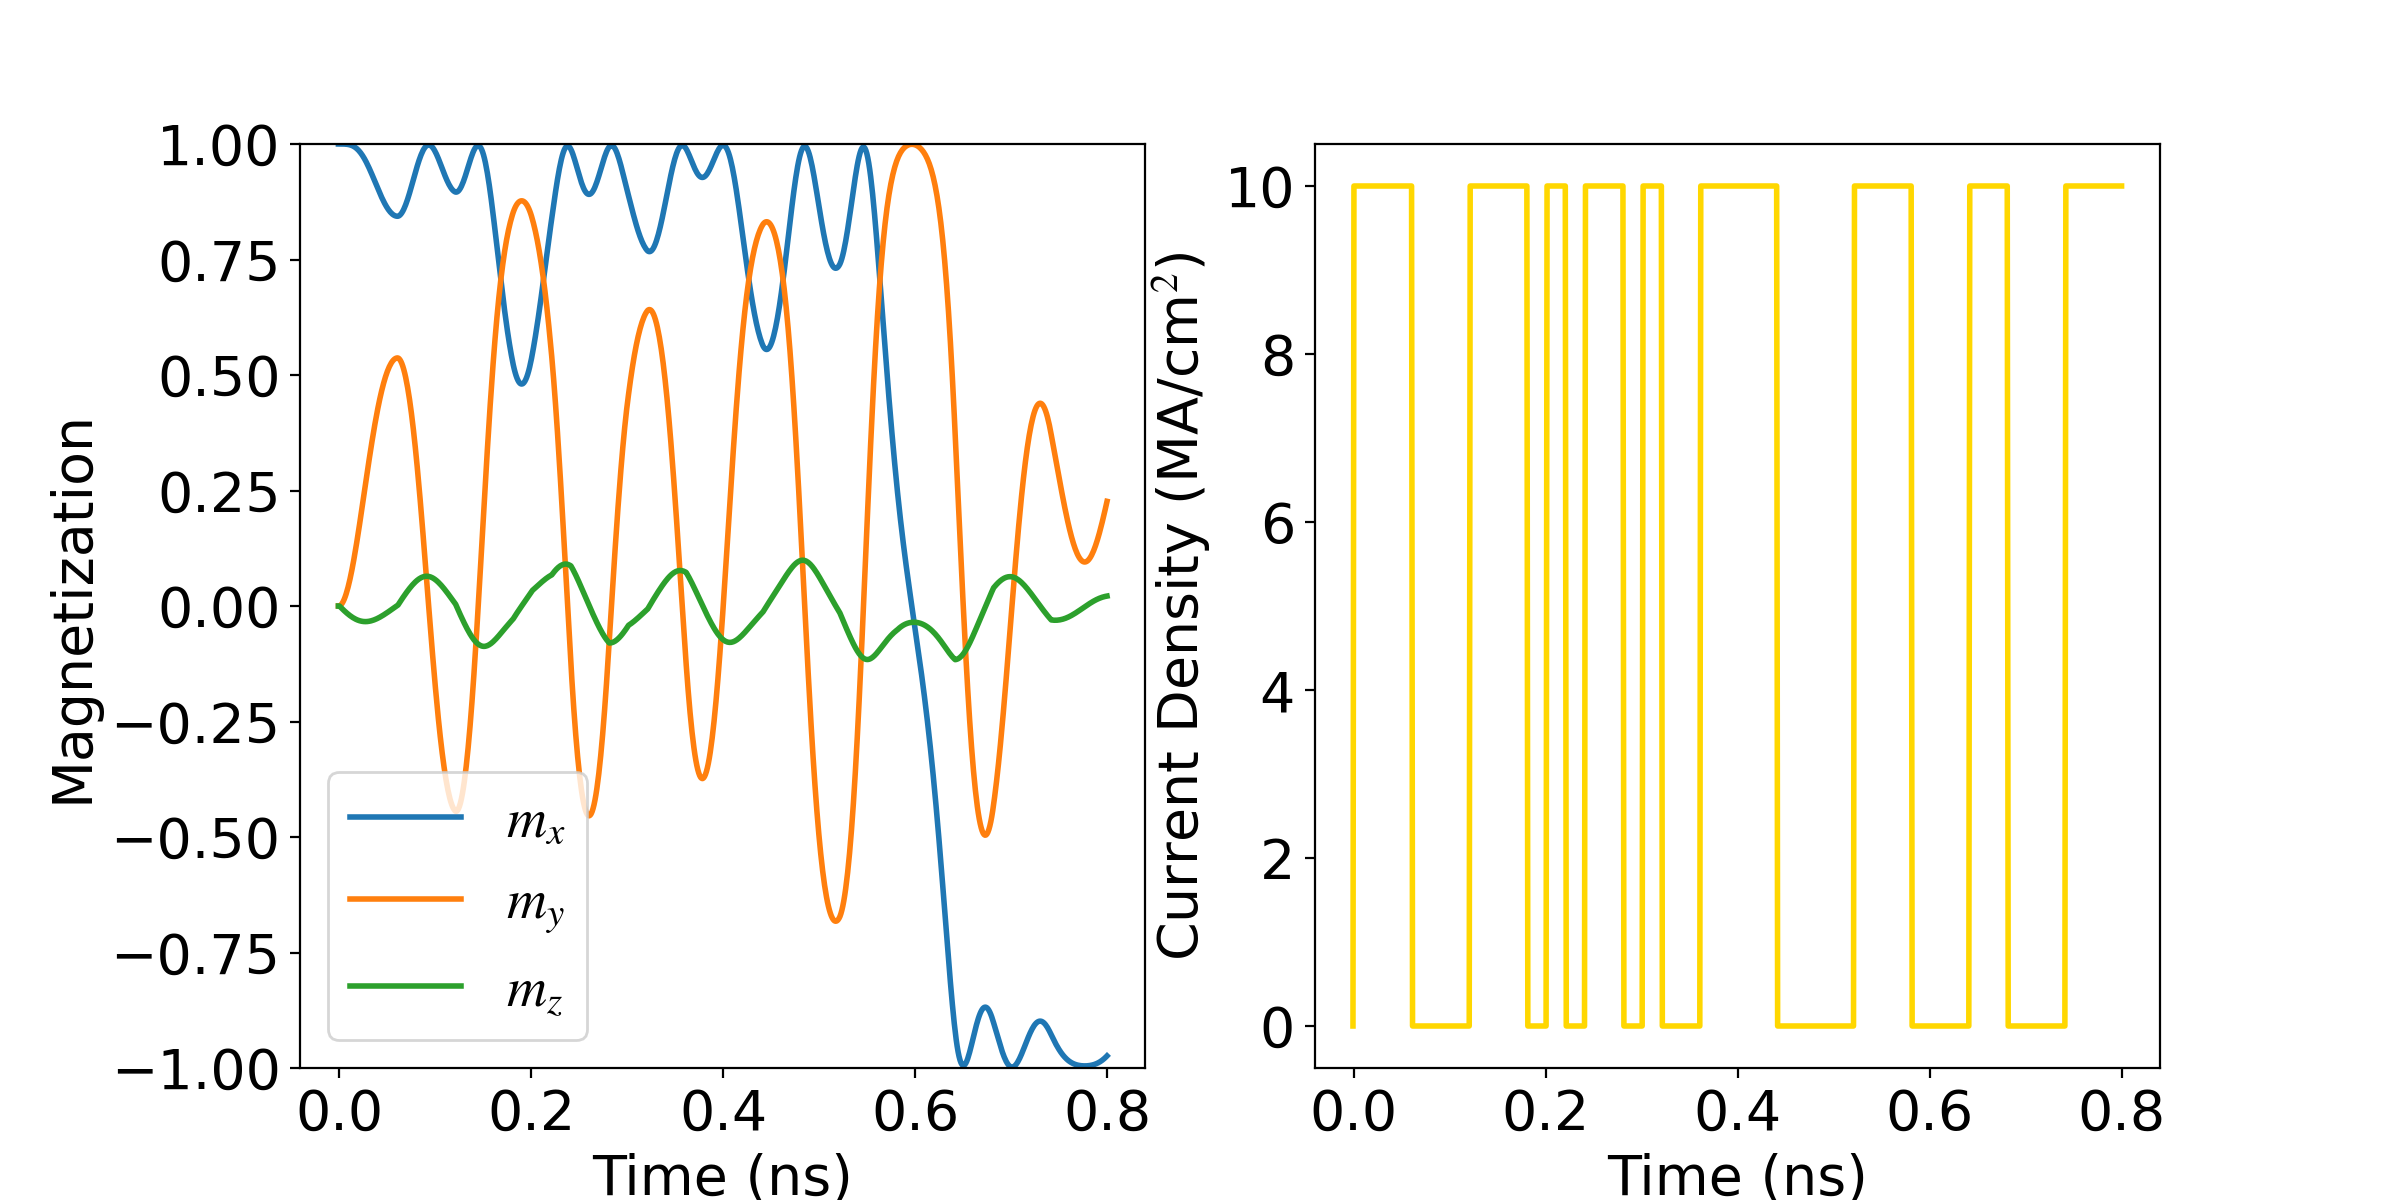 1.00
0.75
0.50
0.25
0.00
−0.25
−0.50
−0.75
−1.00
Magnetization
0.0 0.2 0.4 0.6 0.8
Time (ns)
m_x
m_y
m_z
10
8
6
4
2
0
Current Density (MA/cm²)
0.0 0.2 0.4 0.6 0.8
Time (ns)